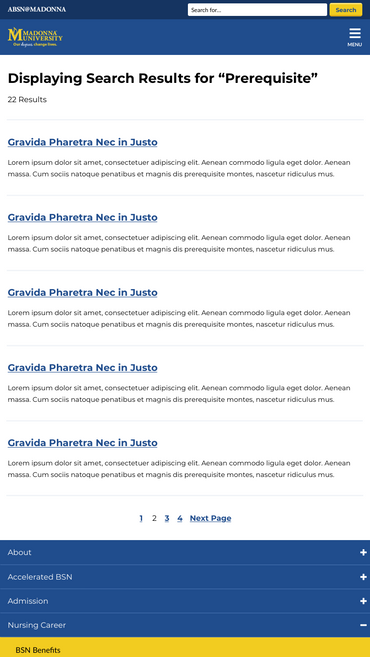 ABSN@MADONNA
Search for...
Search
MADONNA
UNIVERSITY
Your dream, change firm.
MENU
Displaying Search Results for “Prerequisite”
22 Results
Gravida Pharetra Nec in Justo
Lorem ipsum dolor sit amet, consectetuer adipiscing elit. Aenean commodo ligula eget dolor. Aenean
massa. Cum sociis natoque penatibus et magnis dis prerequisite montes, nascetur ridiculus mus.
Gravida Pharetra Nec in Justo
Lorem ipsum dolor sit amet, consectetuer adipiscing elit. Aenean commodo ligula eget dolor. Aenean
massa. Cum sociis natoque penatibus et magnis dis prerequisite montes, nascetur ridiculus mus.
Gravida Pharetra Nec in Justo
Lorem ipsum dolor sit amet, consectetuer adipiscing elit. Aenean commodo ligula eget dolor. Aenean
massa. Cum sociis natoque penatibus et magnis dis prerequisite montes, nascetur ridiculus mus.
Gravida Pharetra Nec in Justo
Lorem ipsum dolor sit amet, consectetuer adipiscing elit. Aenean commodo ligula eget dolor. Aenean
massa. Cum sociis natoque penatibus et magnis dis prerequisite montes, nascetur ridiculus mus.
Gravida Pharetra Nec in Justo
Lorem ipsum dolor sit amet, consectetuer adipiscing elit. Aenean commodo ligula eget dolor. Aenean
massa. Cum sociis natoque penatibus et magnis dis prerequisite montes, nascetur ridiculus mus.
1 2 3 4 Next Page
About
Accelerated BSN
Admission
Nursing Career
BSN Benefits